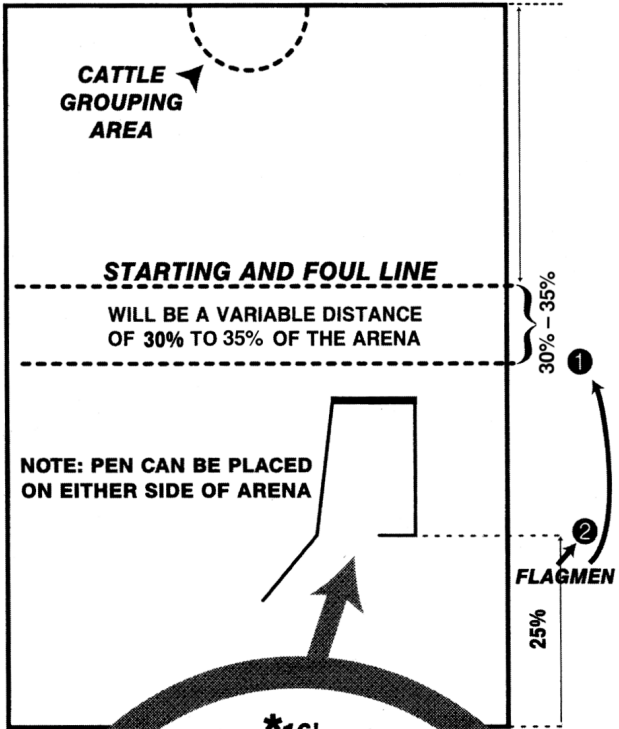 CATTLE
GROUPING
AREA
STARTING AND FOUL LINE
WILL BE A VARIABLE DISTANCE
OF 30% TO 35% OF THE ARENA
30% – 35%
1
NOTE: PEN CAN BE PLACED
ON EITHER SIDE OF ARENA
2
FLAGMEN
25%
*16'